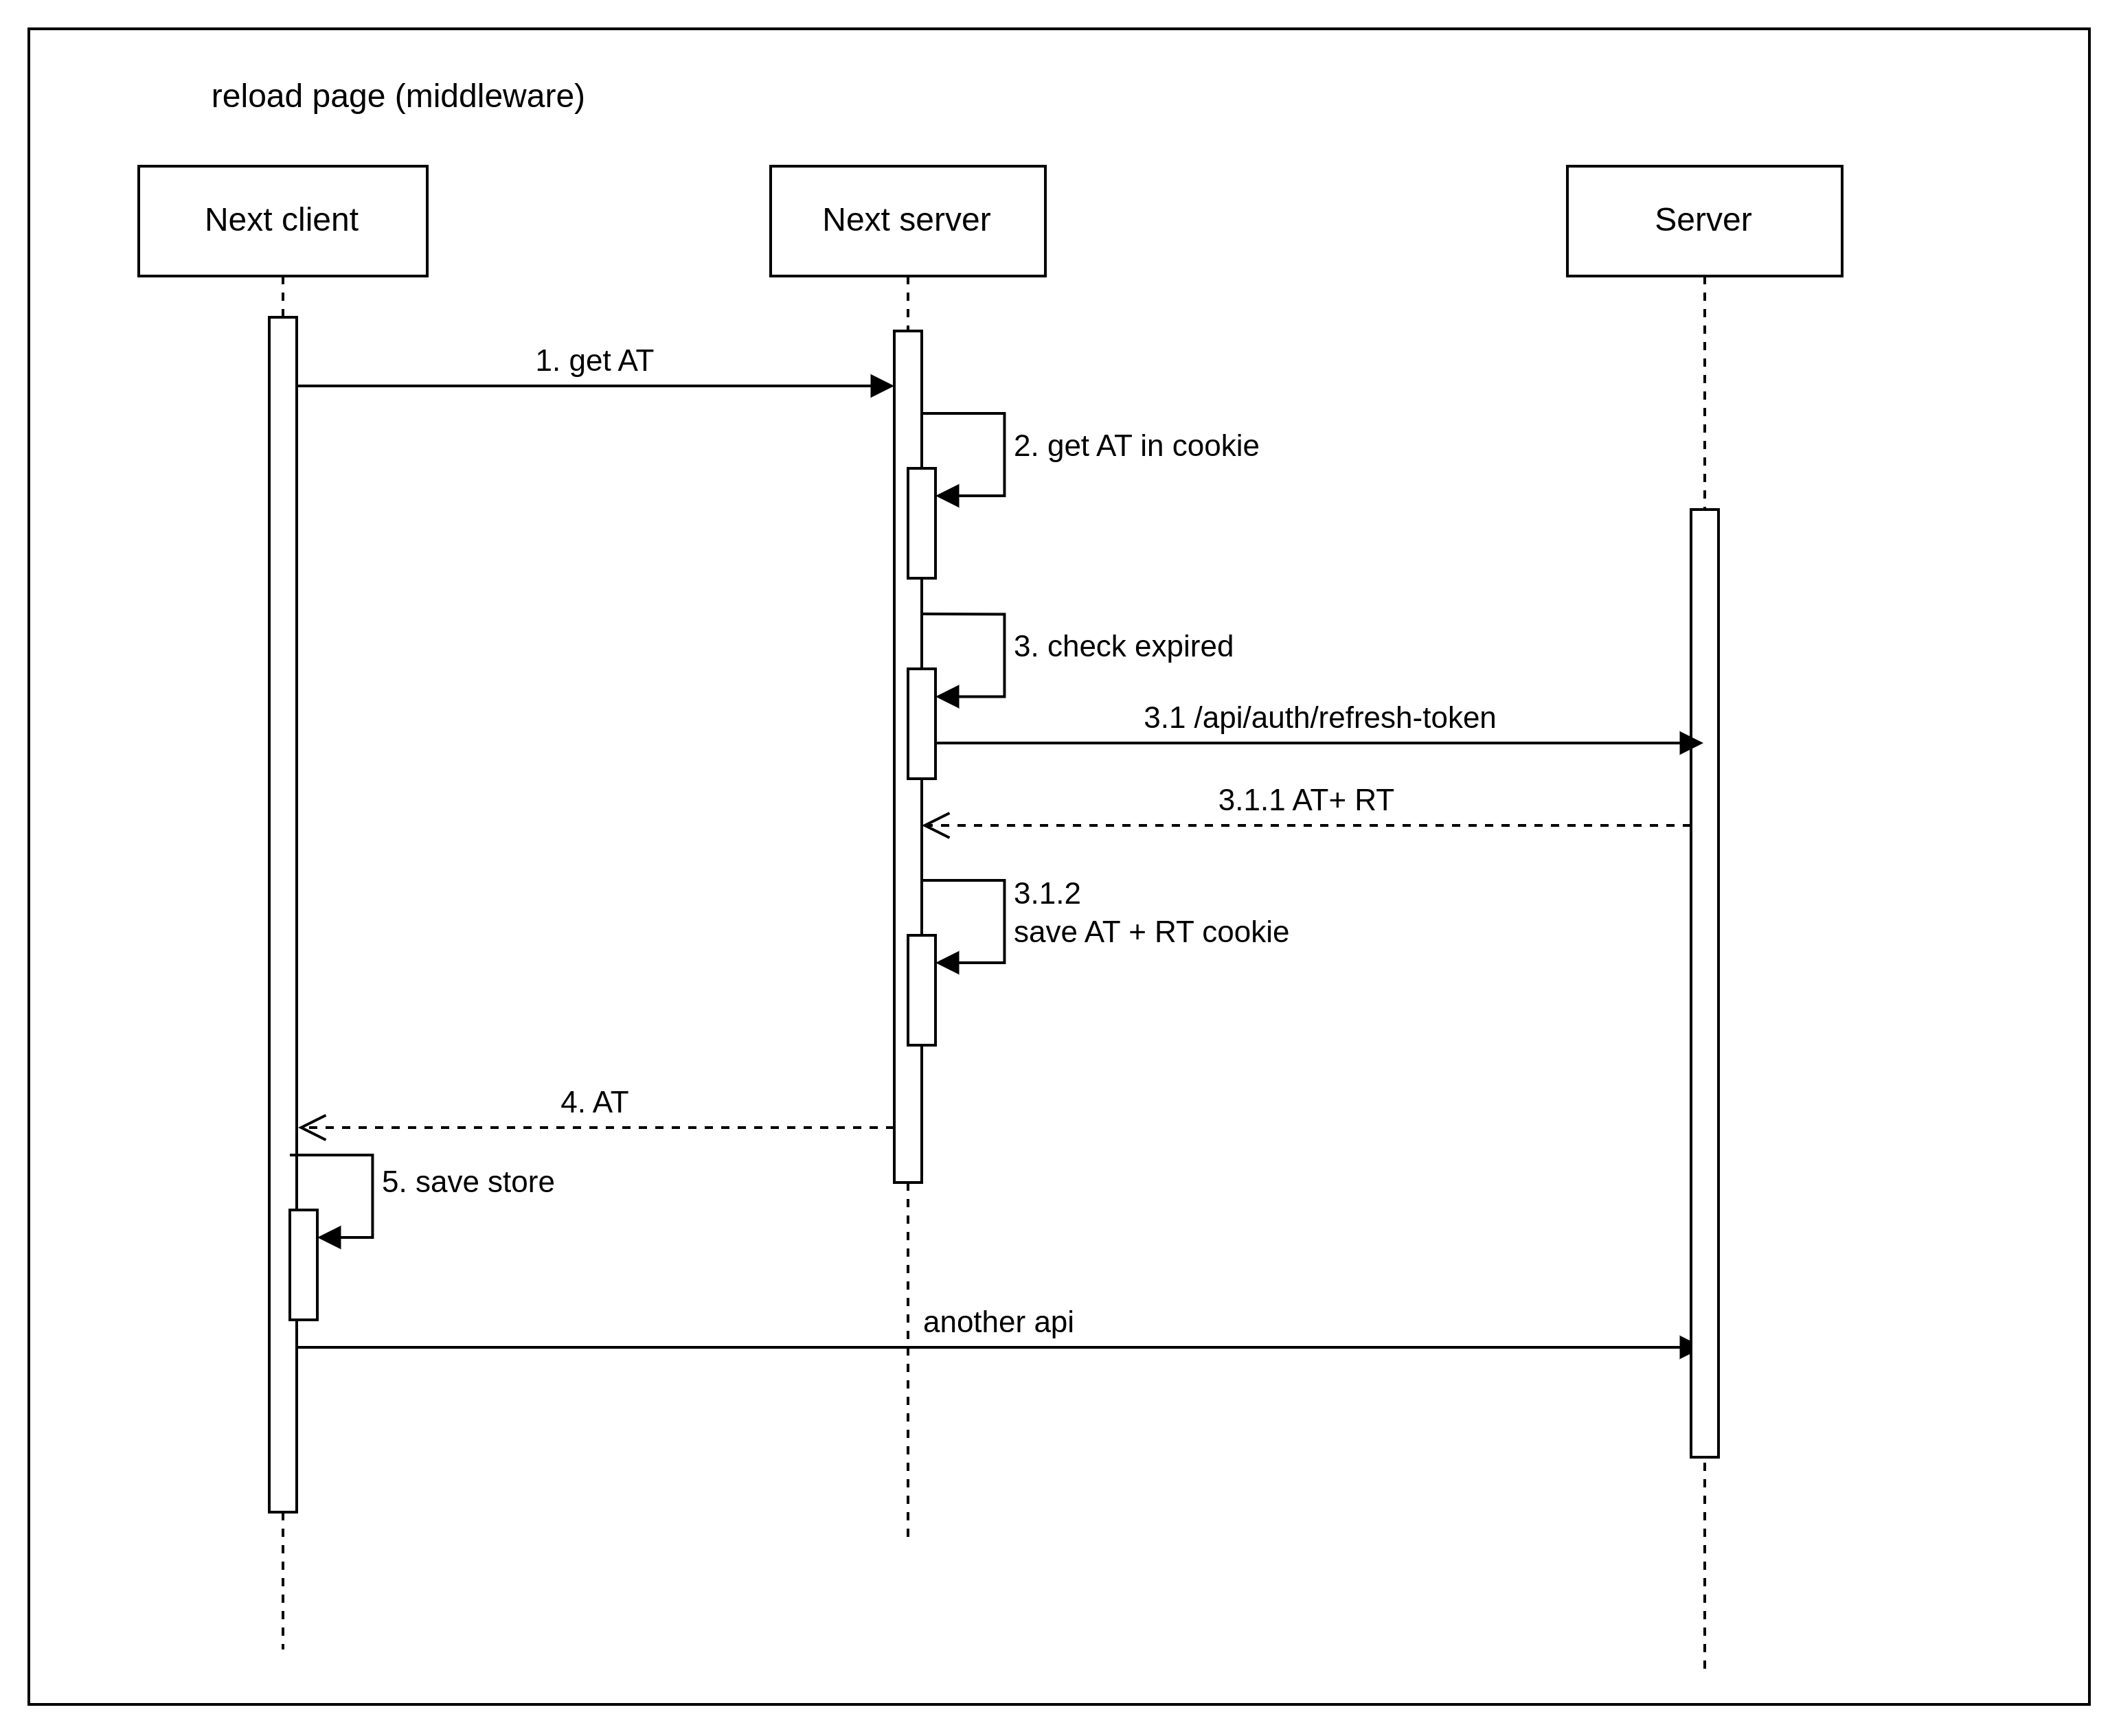 reload page (middleware)
Next client
Next server
Server
1. get AT
2. get AT in cookie
3. check expired
3.1 /api/auth/refresh-token
3.1.1 AT+ RT
3.1.2
save AT + RT cookie
4. AT
5. save store
another api